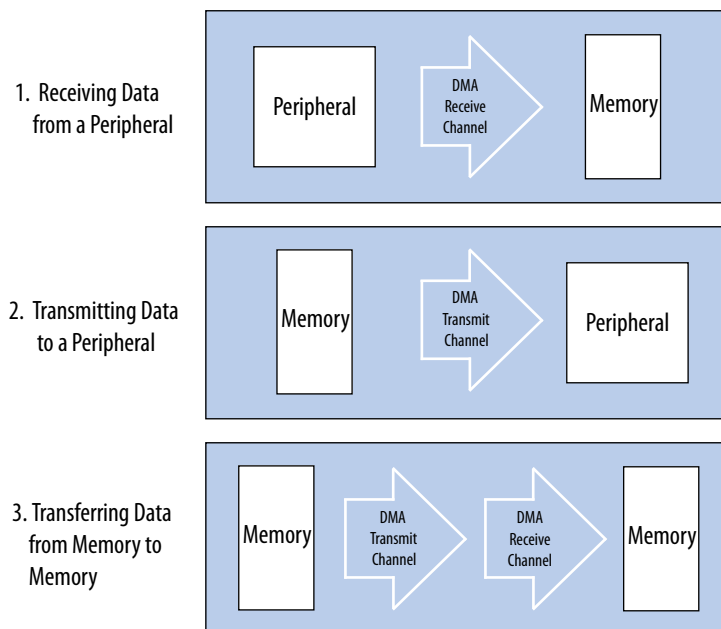 1. Receiving Data
from a Peripheral
Peripheral
DMA
Receive
Channel
Memory
2. Transmitting Data
to a Peripheral
Memory
DMA
Transmit
Channel
Peripheral
3. Transferring Data
from Memory to
Memory
Memory
DMA
Transmit
Channel
DMA
Receive
Channel
Memory